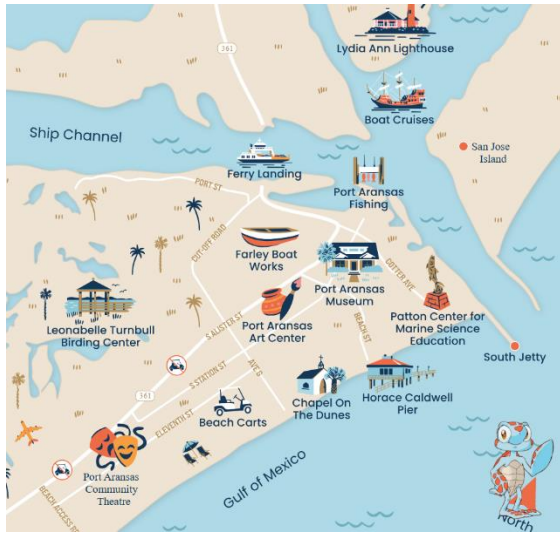 Lydia Ann Lighthouse
361
Boat Cruises
Ship Channel
San Jose
Island
Ferry Landing
Port Aransas
Fishing
PORT ST
CUT-OFF ROAD
Farley Boat
Works
COTTER AVE
Port Aransas
Museum
Patton Center for
Marine Science
Education
Leonabelle Turnbull
Birding Center
S ALISTER ST
Port Aransas
Art Center
BEACH ST
South Jetty
S STATION ST
AVE S
Chapel On
The Dunes
Horace Caldwell
Pier
361
ELEVENTH ST
Beach Carts
Port Aransas
Community
Theatre
BEACH ACCESS R
Gulf of Mexico
North